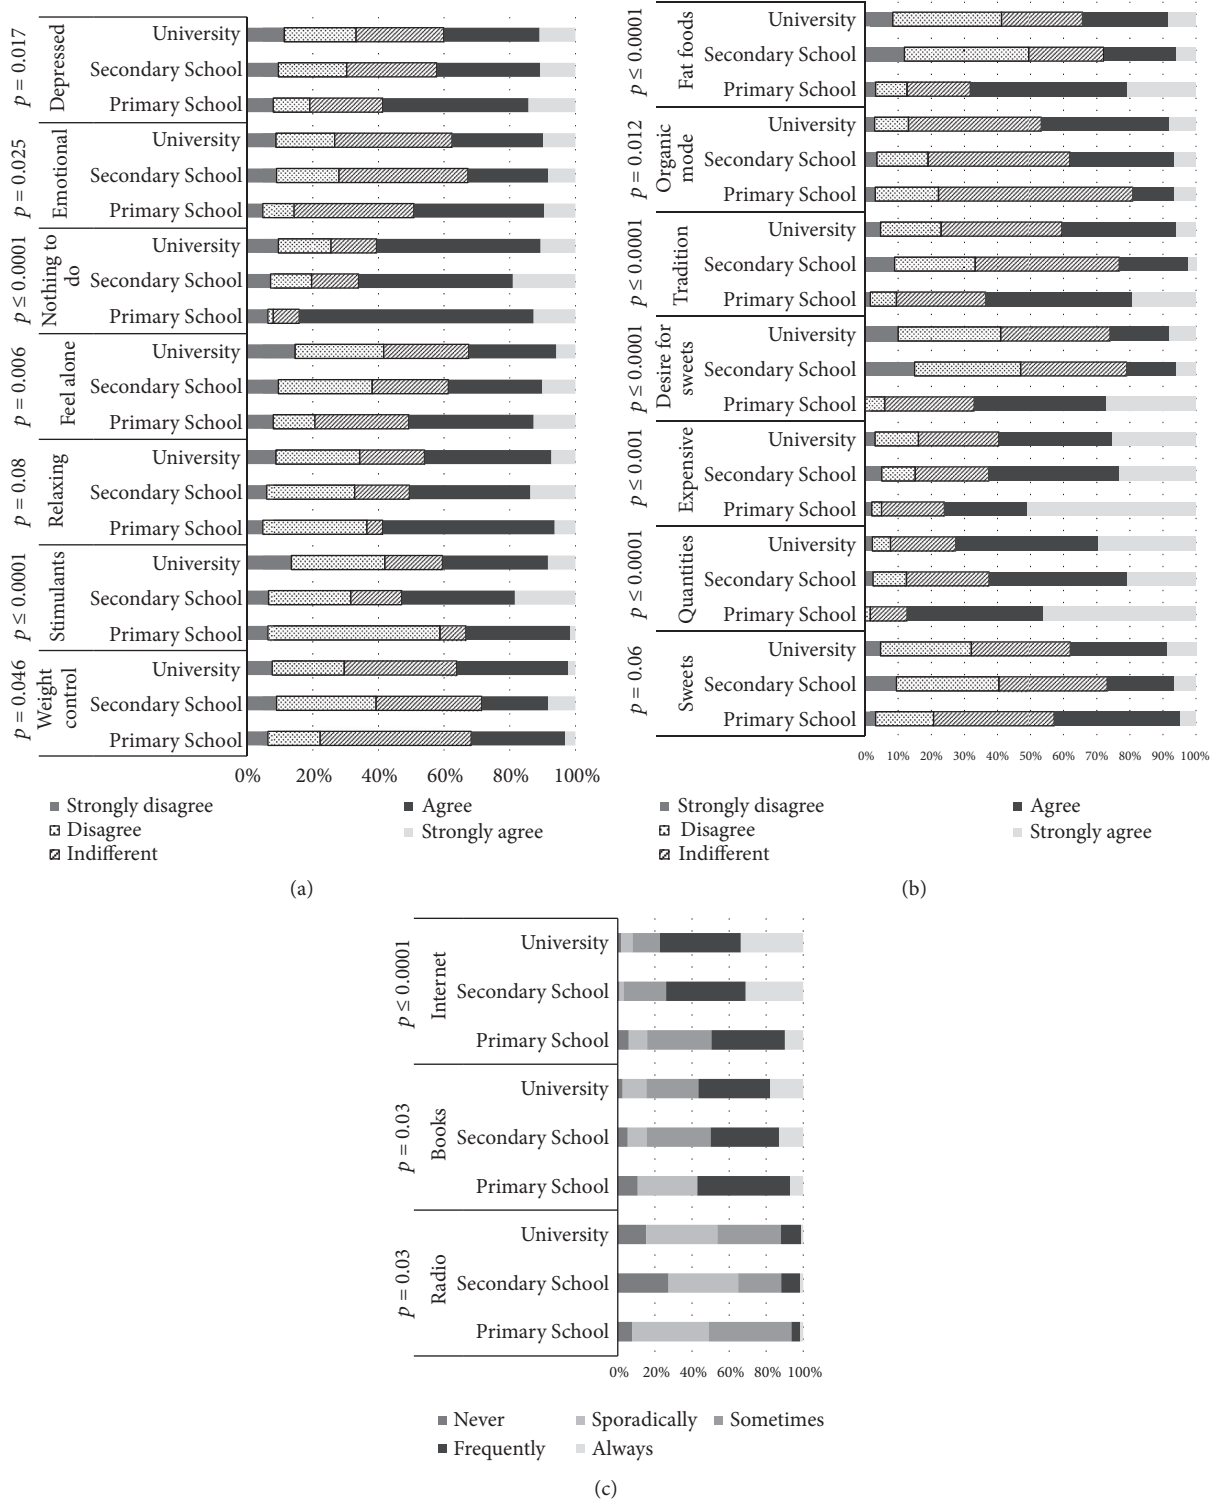 p = 0.017
Depressed
University
Secondary School
Primary School
p = 0.025
Emotional
University
Secondary School
Primary School
p ≤ 0.0001
Nothing to
do
University
Secondary School
Primary School
p = 0.006
Feel alone
University
Secondary School
Primary School
p = 0.08
Relaxing
University
Secondary School
Primary School
p ≤ 0.0001
Stimulants
University
Secondary School
Primary School
p = 0.046
Weight
control
University
Secondary School
Primary School
0% 20% 40% 60% 80% 100%
Strongly disagree
Disagree
Indifferent
Agree
Strongly agree
(a)
p ≤ 0.0001
Fat foods
University
Secondary School
Primary School
p = 0.012
Organic
mode
University
Secondary School
Primary School
p ≤ 0.0001
Tradition
University
Secondary School
Primary School
p ≤ 0.0001
Desire for
sweets
University
Secondary School
Primary School
p ≤ 0.001
Expensive
University
Secondary School
Primary School
p ≤ 0.0001
Quantities
University
Secondary School
Primary School
p = 0.06
Sweets
University
Secondary School
Primary School
0% 10% 20% 30% 40% 50% 60% 70% 80% 90% 100%
Strongly disagree
Disagree
Indifferent
Agree
Strongly agree
(b)
p ≤ 0.0001
Internet
University
Secondary School
Primary School
p = 0.03
Books
University
Secondary School
Primary School
p = 0.03
Radio
University
Secondary School
Primary School
0% 20% 40% 60% 80% 100%
Never Sporadically Sometimes
Frequently Always
(c)